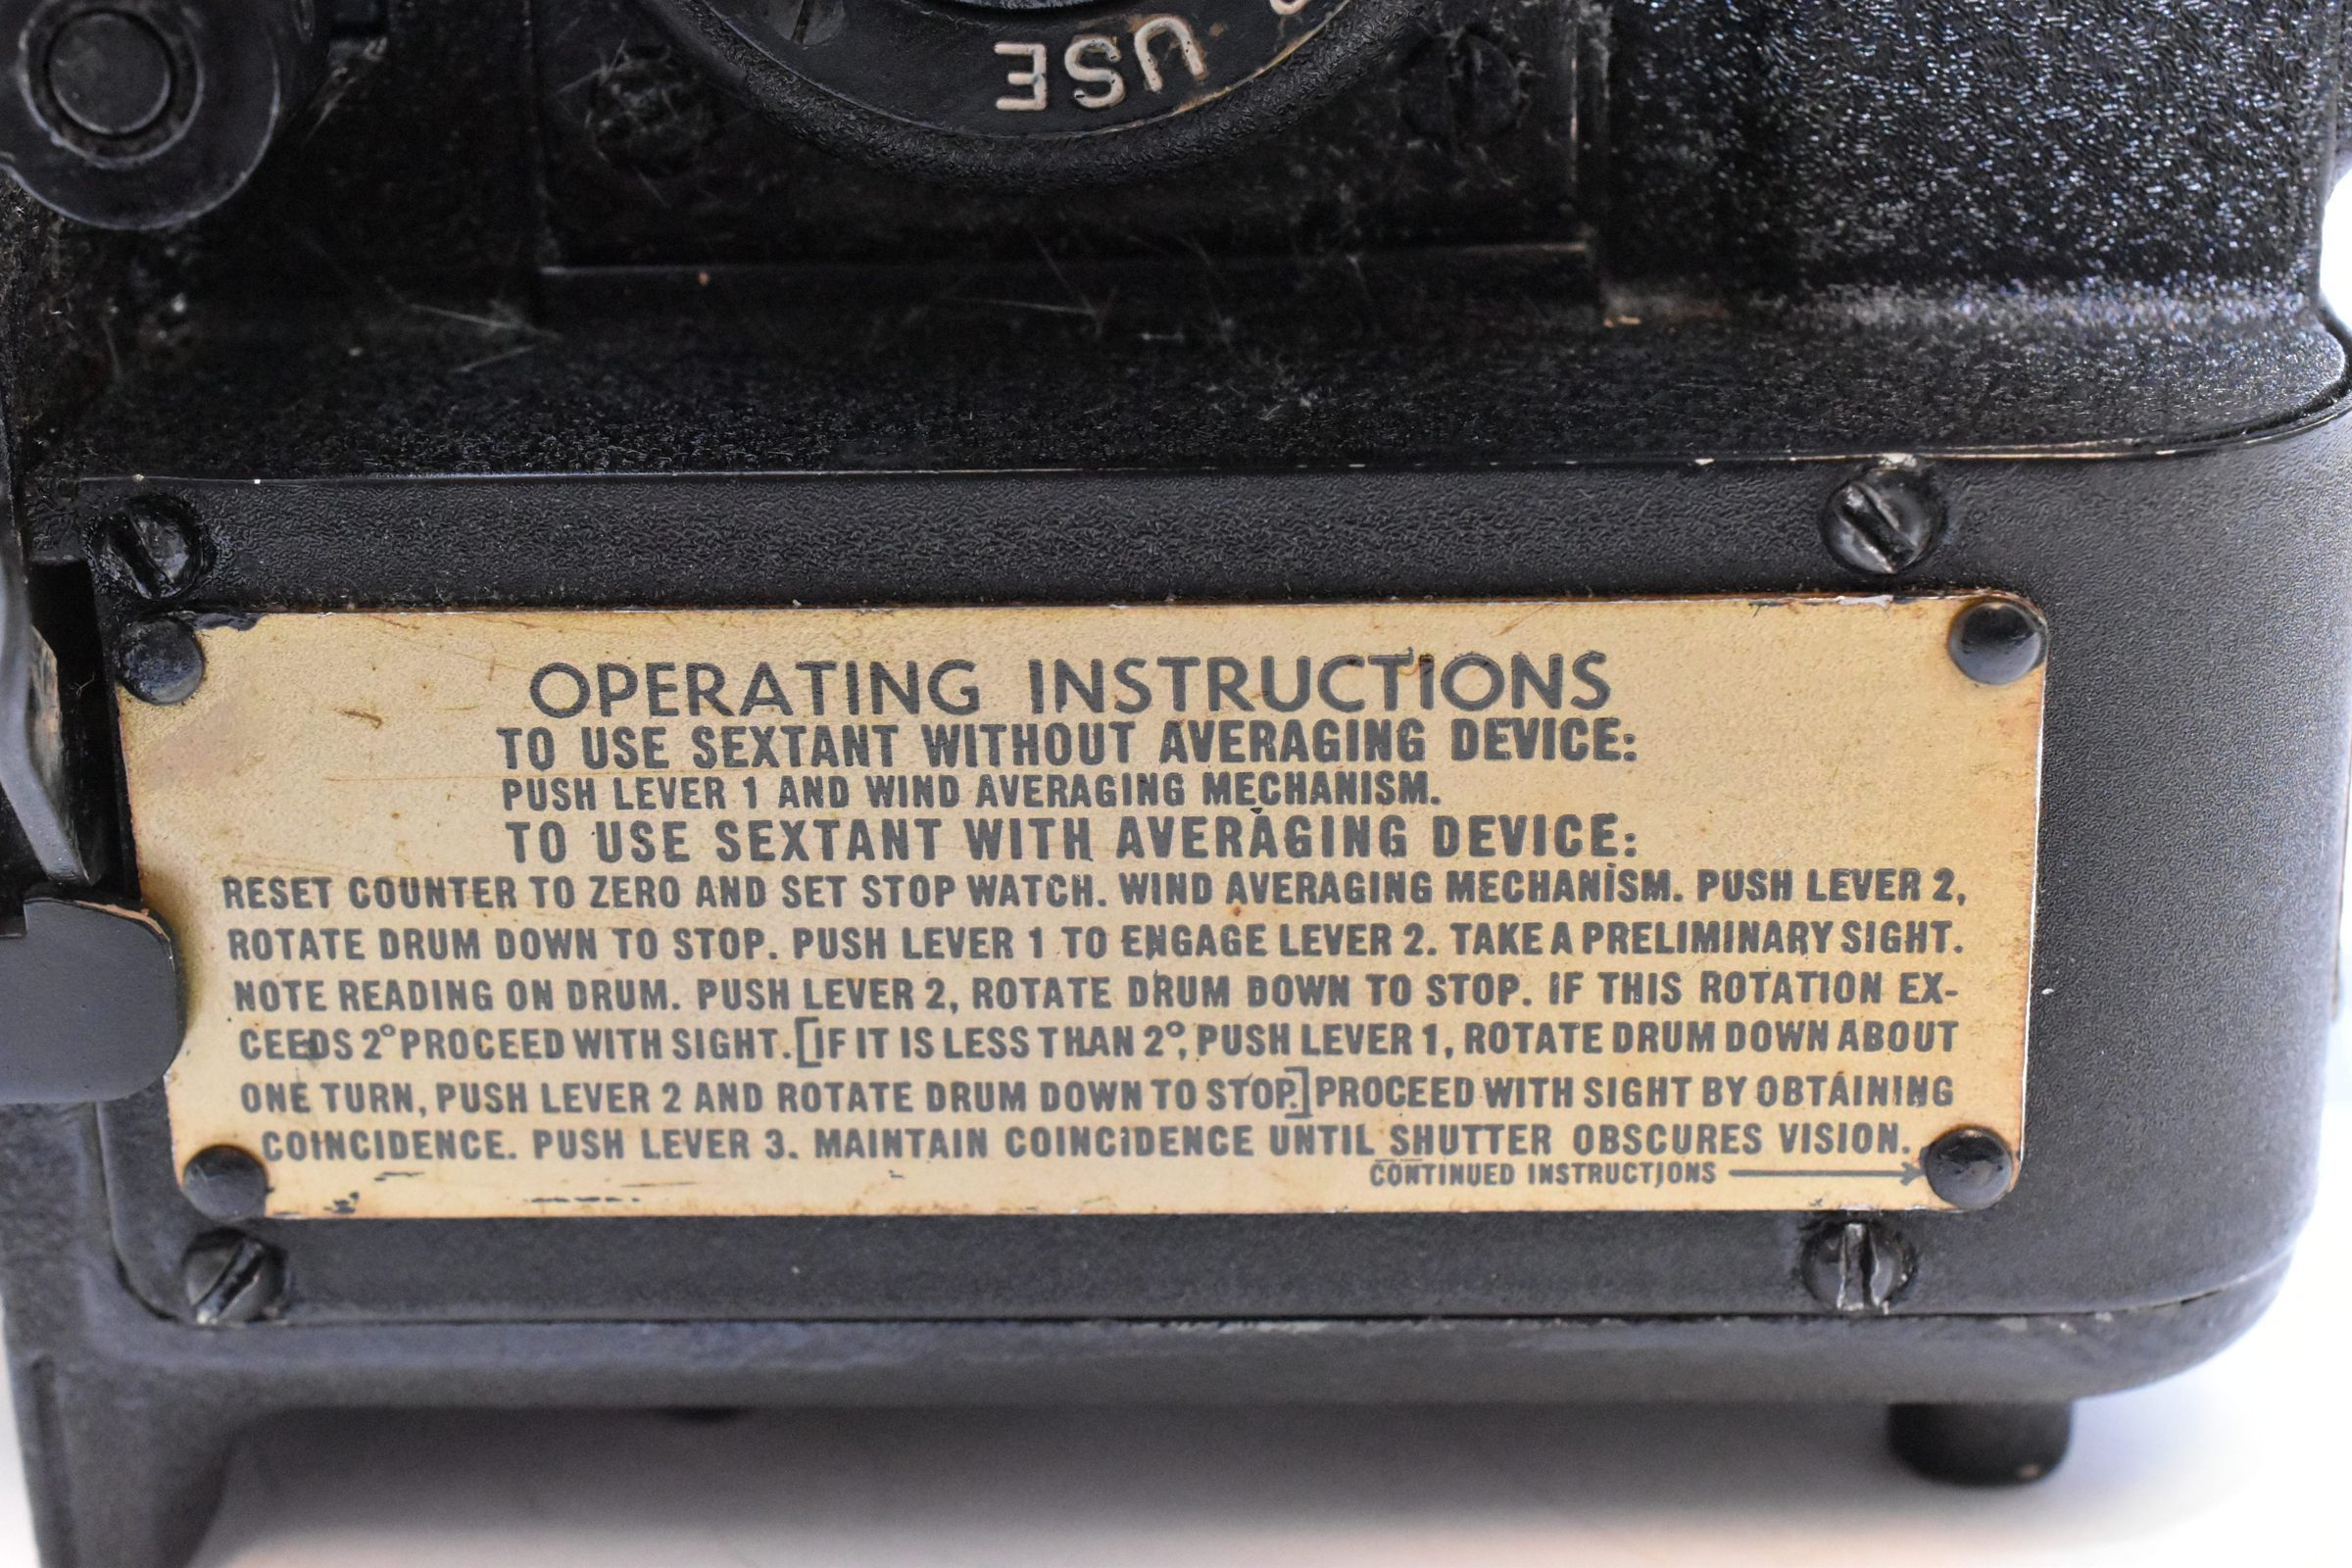 USE
OPERATING INSTRUCTIONS
TO USE SEXTANT WITHOUT AVERAGING DEVICE:
PUSH LEVER 1 AND WIND AVERAGING MECHANISM.
TO USE SEXTANT WITH AVERAGING DEVICE:
RESET COUNTER TO ZERO AND SET STOP WATCH. WIND AVERAGING MECHANISM. PUSH LEVER 2,
ROTATE DRUM DOWN TO STOP. PUSH LEVER 1 TO ENGAGE LEVER 2. TAKE A PRELIMINARY SIGHT.
NOTE READING ON DRUM. PUSH LEVER 2, ROTATE DRUM DOWN TO STOP. IF THIS ROTATION EX-
CEEDS 2° PROCEED WITH SIGHT. [IF IT IS LESS THAN 2°, PUSH LEVER 1, ROTATE DRUM DOWN ABOUT
ONE TURN, PUSH LEVER 2 AND ROTATE DRUM DOWN TO STOP.] PROCEED WITH SIGHT BY OBTAINING
COINCIDENCE. PUSH LEVER 3. MAINTAIN COINCIDENCE UNTIL SHUTTER OBSCURES VISION.
CONTINUED INSTRUCTIONS →